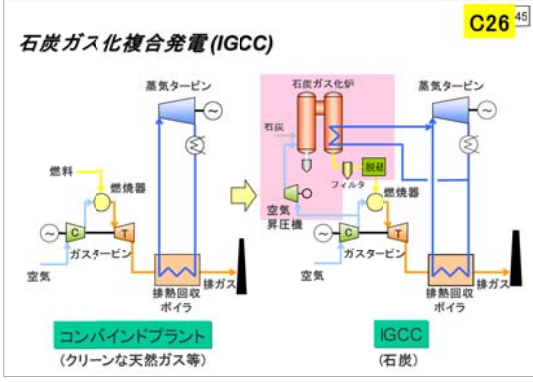 C26
45
石炭ガス化複合発電(IGCC)
蒸気タービン
～
燃料
燃焼器
～
C
T
ガスタービン
空気
排熱回収
ボイラ
排ガス
コンバインドプラント
(クリーンな天然ガス等)
石炭ガス化炉
石炭
蒸気タービン
～
脱硫
フィルタ
燃焼器
空気
昇圧機
～
C
T
ガスタービン
空気
排熱回収
ボイラ
排ガス
IGCC
(石炭)